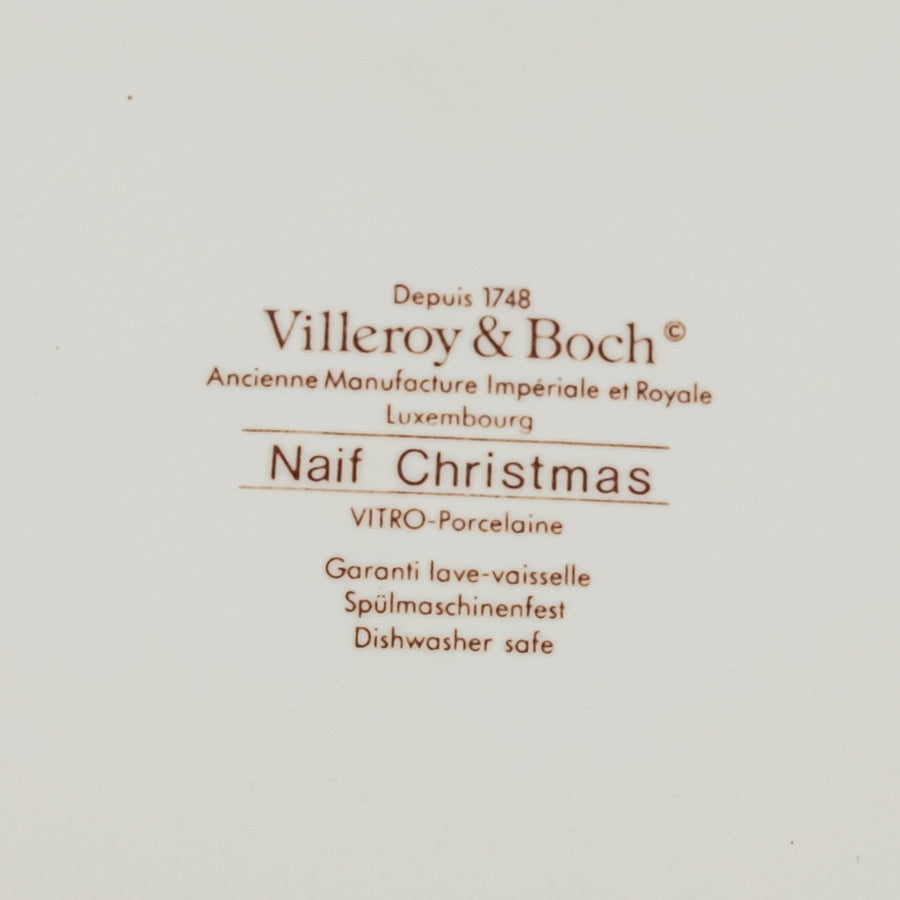 Depuis 1748
Villeroy & Boch©
Ancienne Manufacture Impériale et Royale
Luxembourg
Naif Christmas
VITRO-Porcelaine
Garanti lave-vaisselle
Spülmaschinenfest
Dishwasher safe